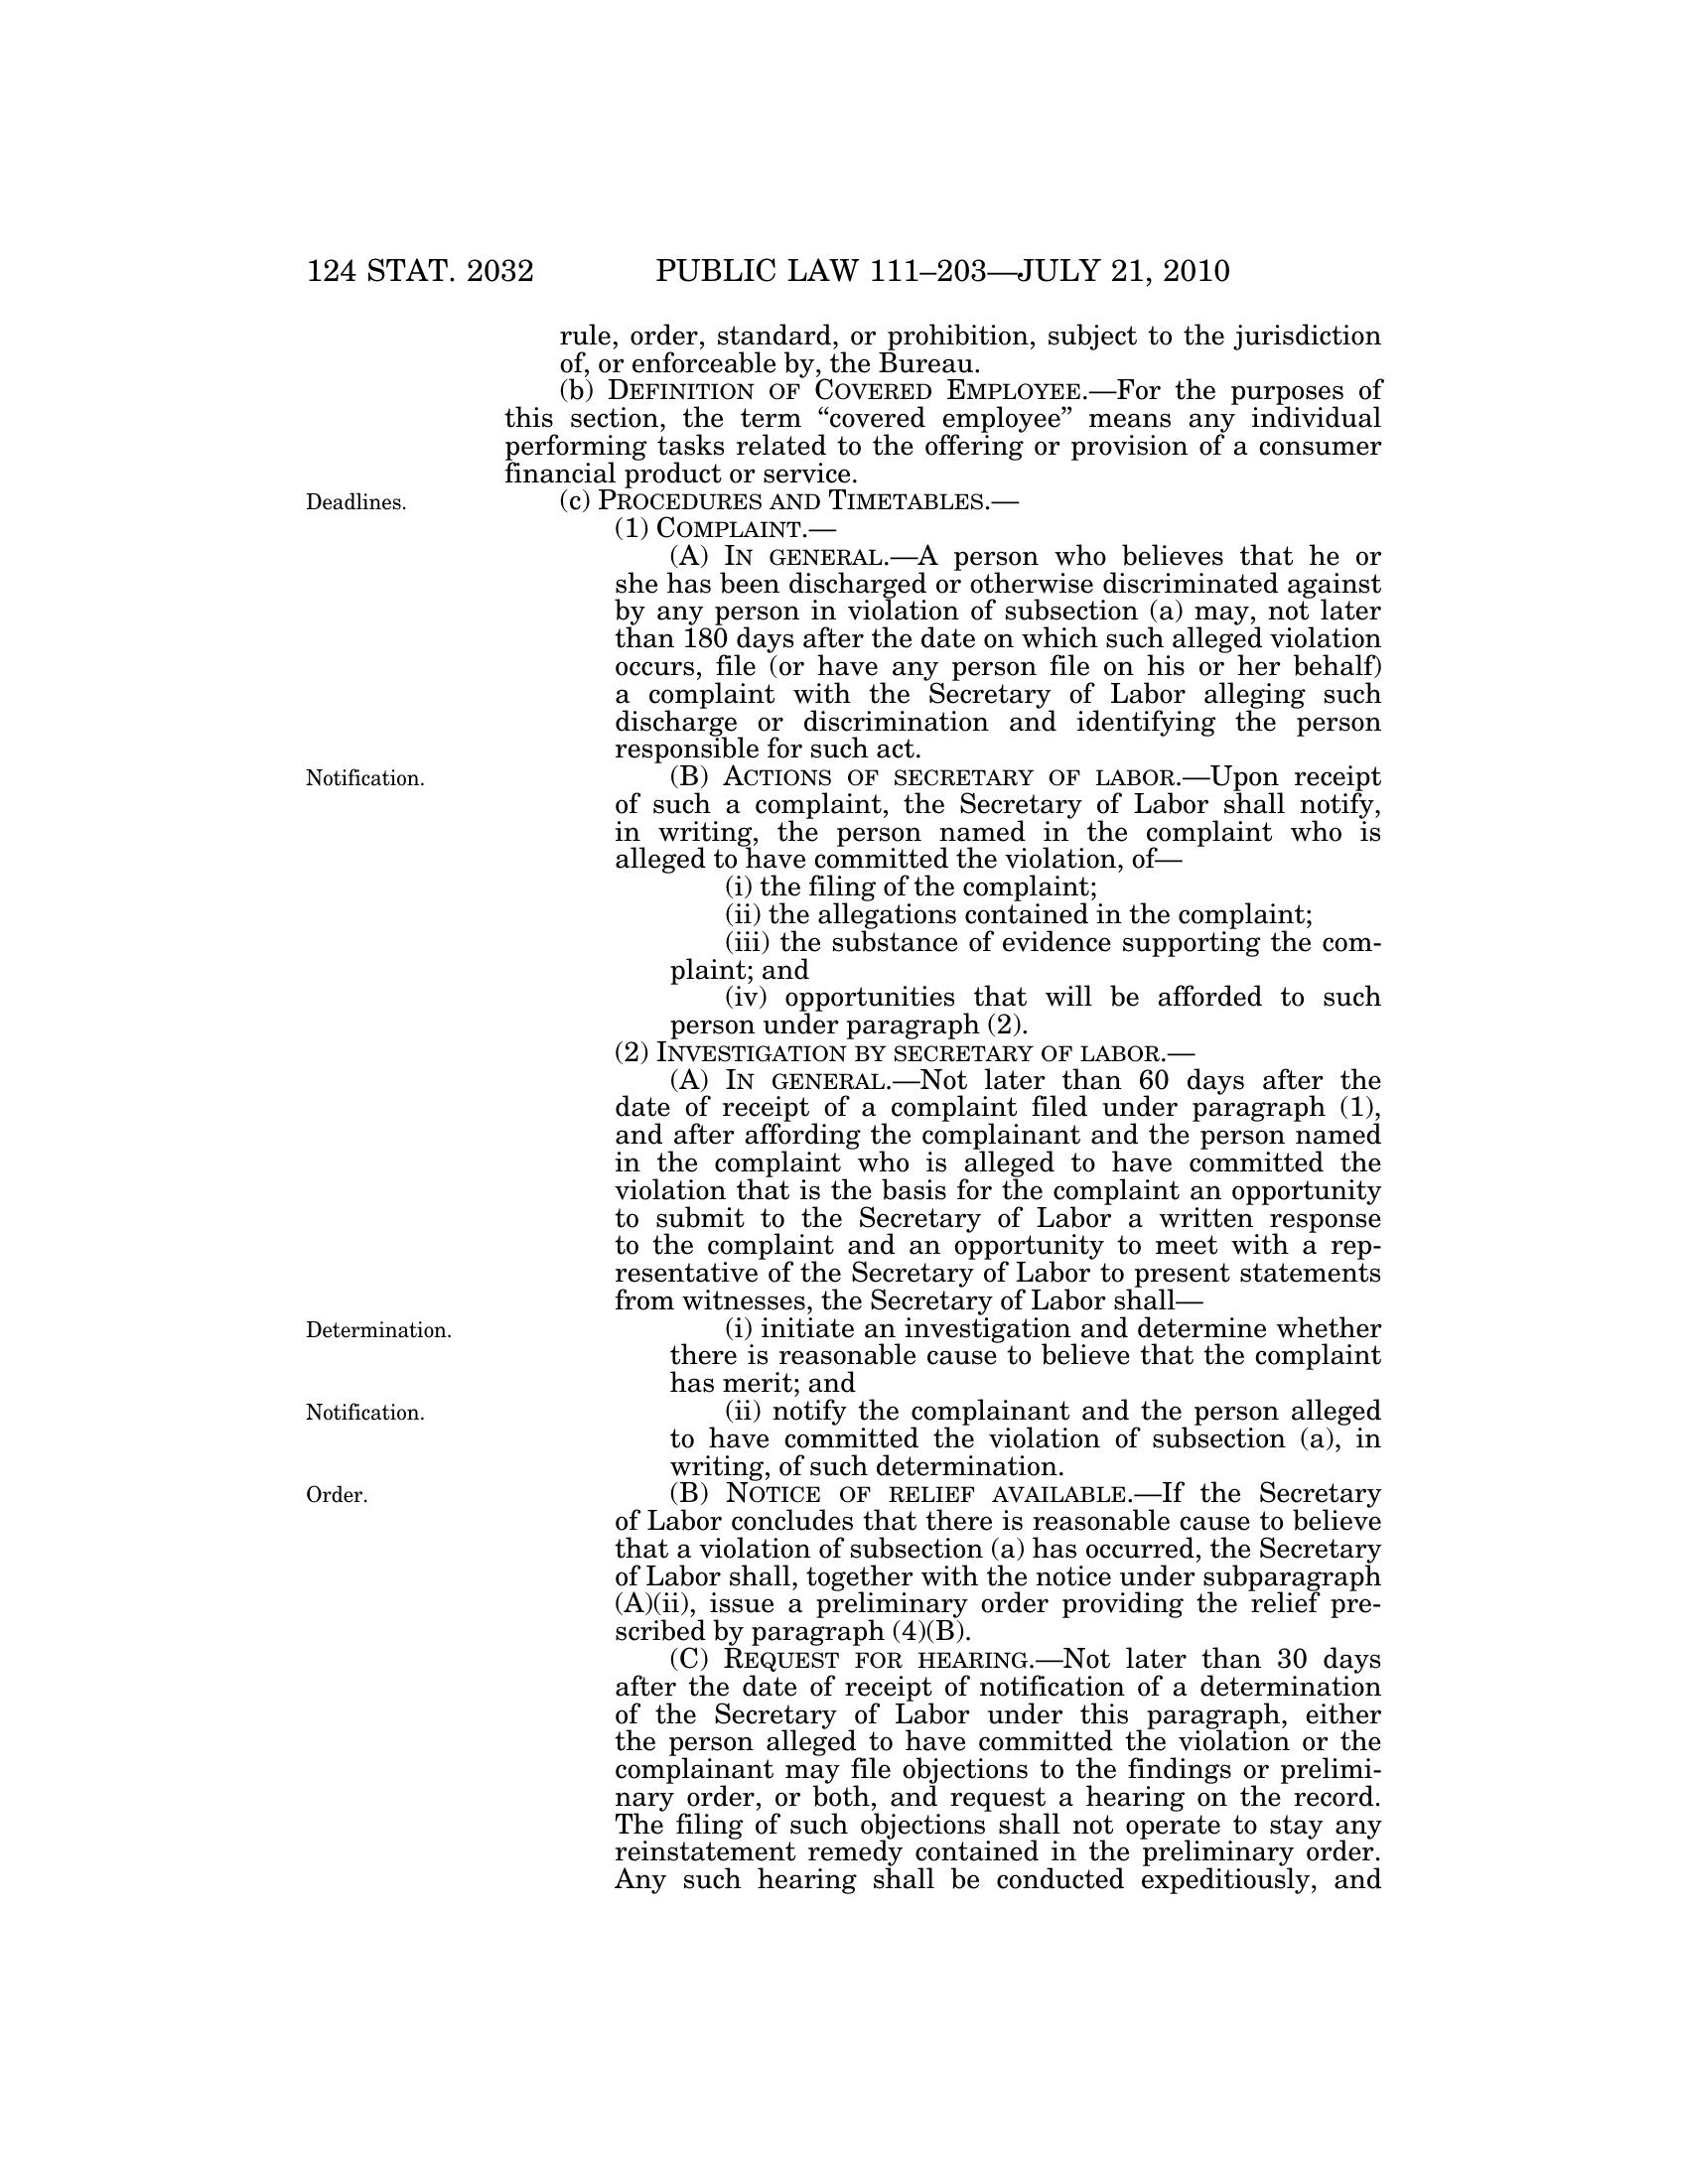 124 STAT. 2032 PUBLIC LAW 111–203—JULY 21, 2010
rule, order, standard, or prohibition, subject to the jurisdiction
of, or enforceable by, the Bureau.
(b) DEFINITION OF COVERED EMPLOYEE.—For the purposes of
this section, the term “covered employee” means any individual
performing tasks related to the offering or provision of a consumer
financial product or service.
Deadlines.
(c) PROCEDURES AND TIMETABLES.—
(1) COMPLAINT.—
(A) IN GENERAL.—A person who believes that he or
she has been discharged or otherwise discriminated against
by any person in violation of subsection (a) may, not later
than 180 days after the date on which such alleged violation
occurs, file (or have any person file on his or her behalf)
a complaint with the Secretary of Labor alleging such
discharge or discrimination and identifying the person
responsible for such act.
Notification.
(B) ACTIONS OF SECRETARY OF LABOR.—Upon receipt
of such a complaint, the Secretary of Labor shall notify,
in writing, the person named in the complaint who is
alleged to have committed the violation, of—
(i) the filing of the complaint;
(ii) the allegations contained in the complaint;
(iii) the substance of evidence supporting the com-
plaint; and
(iv) opportunities that will be afforded to such
person under paragraph (2).
(2) INVESTIGATION BY SECRETARY OF LABOR.—
(A) IN GENERAL.—Not later than 60 days after the
date of receipt of a complaint filed under paragraph (1),
and after affording the complainant and the person named
in the complaint who is alleged to have committed the
violation that is the basis for the complaint an opportunity
to submit to the Secretary of Labor a written response
to the complaint and an opportunity to meet with a rep-
resentative of the Secretary of Labor to present statements
from witnesses, the Secretary of Labor shall—
Determination.
(i) initiate an investigation and determine whether
there is reasonable cause to believe that the complaint
has merit; and
Notification.
(ii) notify the complainant and the person alleged
to have committed the violation of subsection (a), in
writing, of such determination.
Order.
(B) NOTICE OF RELIEF AVAILABLE.—If the Secretary
of Labor concludes that there is reasonable cause to believe
that a violation of subsection (a) has occurred, the Secretary
of Labor shall, together with the notice under subparagraph
(A)(ii), issue a preliminary order providing the relief pre-
scribed by paragraph (4)(B).
(C) REQUEST FOR HEARING.—Not later than 30 days
after the date of receipt of notification of a determination
of the Secretary of Labor under this paragraph, either
the person alleged to have committed the violation or the
complainant may file objections to the findings or prelimi-
nary order, or both, and request a hearing on the record.
The filing of such objections shall not operate to stay any
reinstatement remedy contained in the preliminary order.
Any such hearing shall be conducted expeditiously, and